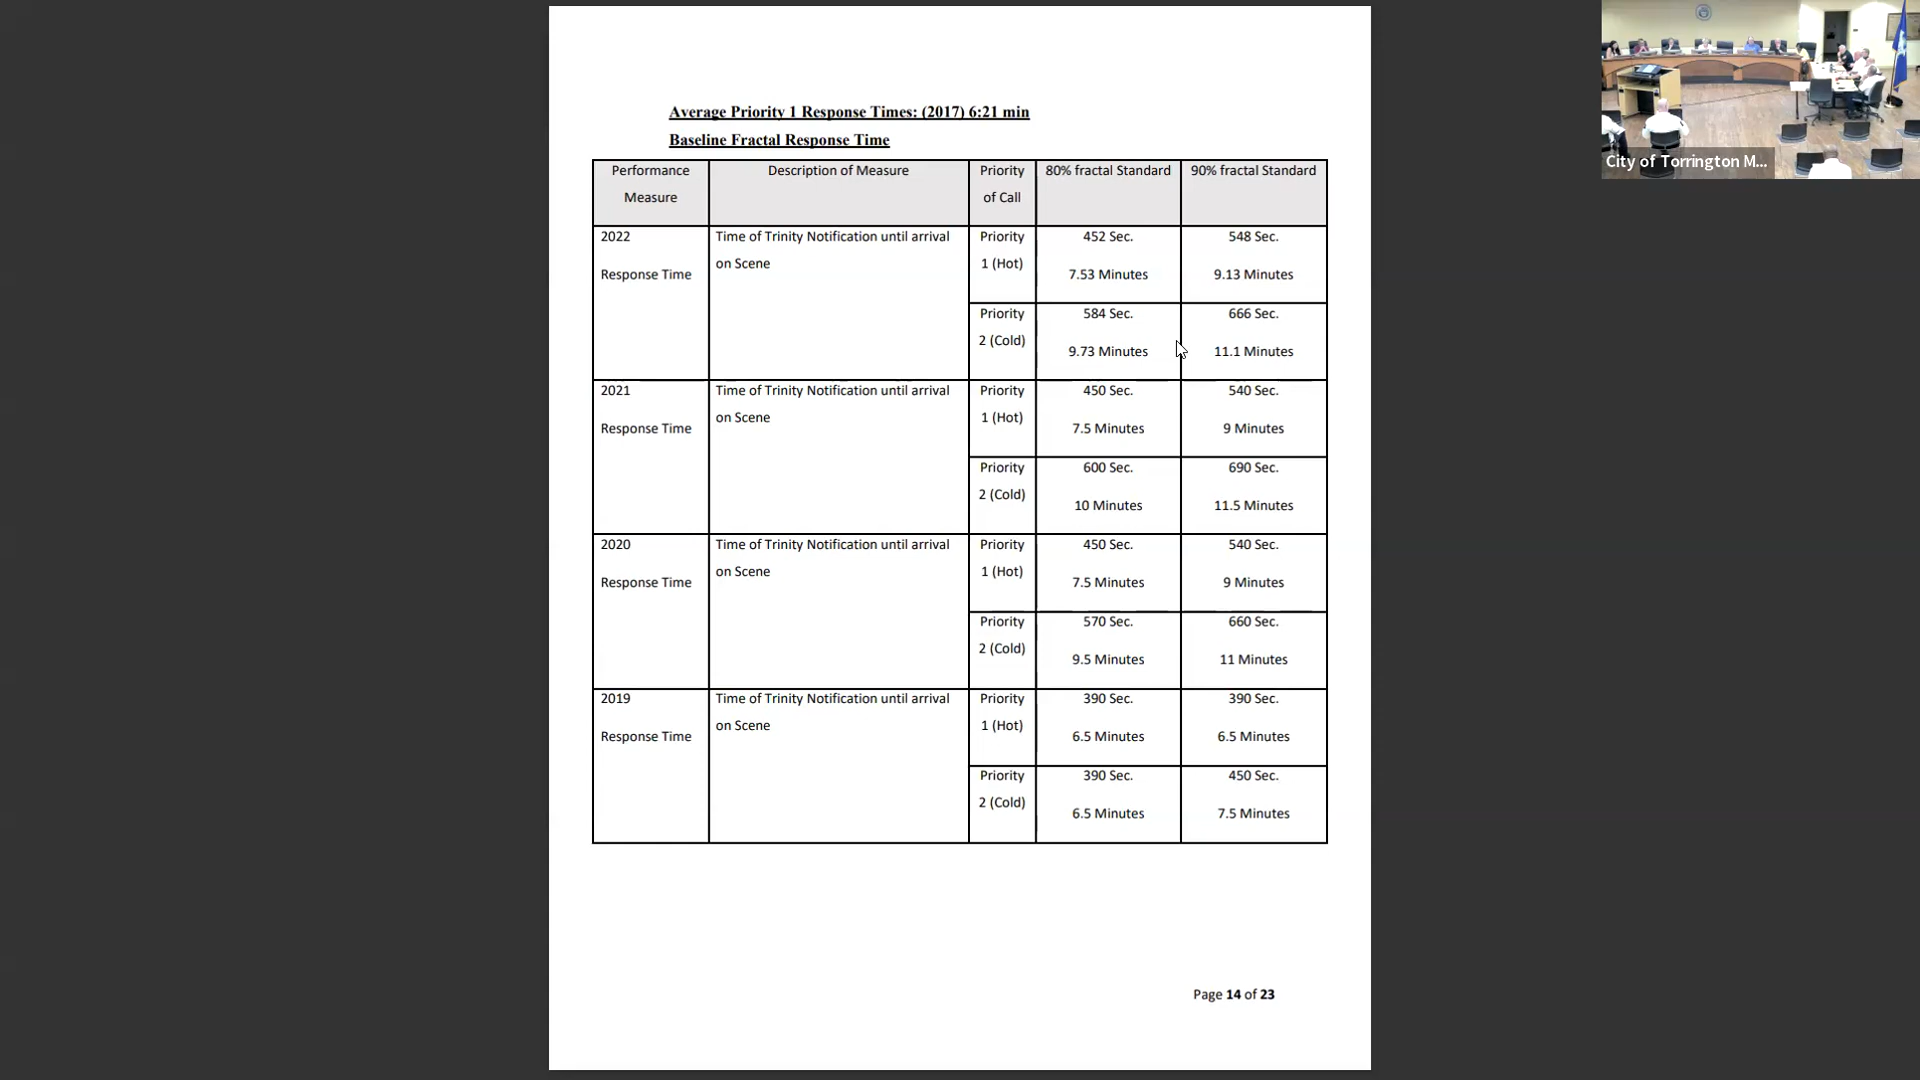 Average Priority 1 Response Times: (2017) 6:21 min
Baseline Fractal Response Time
Performance Measure
Description of Measure
Priority of Call
80% fractal Standard
90% fractal Standard
2022
Response Time
Time of Trinity Notification until arrival
on Scene
Priority
1 (Hot)
452 Sec.
7.53 Minutes
548 Sec.
9.13 Minutes
Priority
2 (Cold)
584 Sec.
9.73 Minutes
666 Sec.
11.1 Minutes
2021
Response Time
Time of Trinity Notification until arrival
on Scene
Priority
1 (Hot)
450 Sec.
7.5 Minutes
540 Sec.
9 Minutes
Priority
2 (Cold)
600 Sec.
10 Minutes
690 Sec.
11.5 Minutes
2020
Response Time
Time of Trinity Notification until arrival
on Scene
Priority
1 (Hot)
450 Sec.
7.5 Minutes
540 Sec.
9 Minutes
Priority
2 (Cold)
570 Sec.
9.5 Minutes
660 Sec.
11 Minutes
2019
Response Time
Time of Trinity Notification until arrival
on Scene
Priority
1 (Hot)
390 Sec.
6.5 Minutes
390 Sec.
6.5 Minutes
Priority
2 (Cold)
390 Sec.
6.5 Minutes
450 Sec.
7.5 Minutes
Page 14 of 23
City of Torrington M...